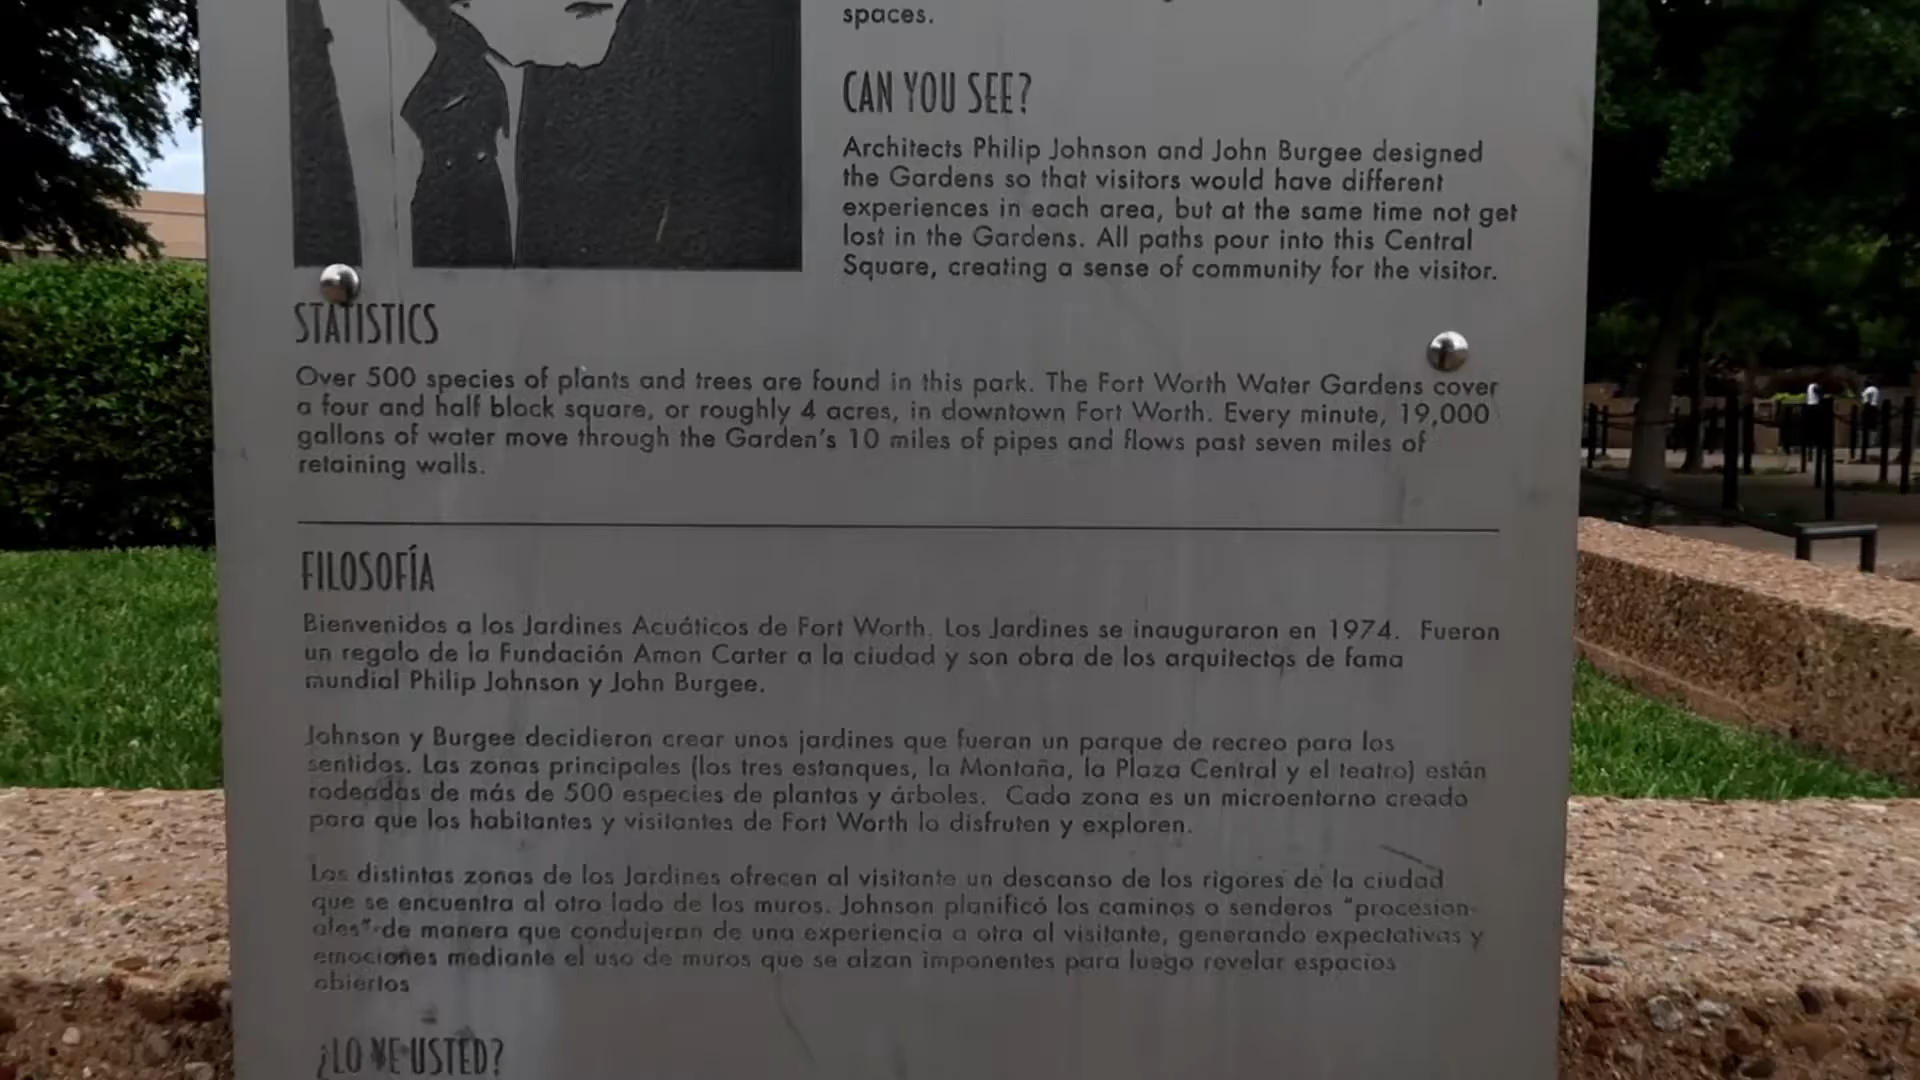 spaces.
CAN YOU SEE?
Architects Philip Johnson and John Burgee designed
the Gardens so that visitors would have different
experiences in each area, but at the same time not get
lost in the Gardens. All paths pour into this Central
Square, creating a sense of community for the visitor.
STATISTICS
Over 500 species of plants and trees are found in this park. The Fort Worth Water Gardens cover
a four and half block square, or roughly 4 acres, in downtown Fort Worth. Every minute, 19,000
gallons of water move through the Garden's 10 miles of pipes and flows past seven miles of
retaining walls.
FILOSOFÍA
Bienvenidos a los Jardines Acuáticos de Fort Worth. Los Jardines se inauguraron en 1974. Fueron
un regalo de la Fundación Amon Carter a la ciudad y son obra de los arquitectos de fama
mundial Philip Johnson y John Burgee.
Johnson y Burgee decidieron crear unos jardines que fueran un parque de recreo para los
sentidos. Las zonas principales (los tres estanques, la Montaña, la Plaza Central y el teatro) están
rodeadas de más de 500 especies de plantas y árboles. Cada zona es un microentorno creado
para que los habitantes y visitantes de Fort Worth lo disfruten y exploren.
Las distintas zonas de los Jardines ofrecen al visitante un descanso de los rigores de la ciudad
que se encuentra al otro lado de los muros. Johnson planificó los caminos o senderos "procesion-
ales" de manera que condujeran de una experiencia a otra al visitante, generando expectativas y
emociones mediante el uso de muros que se alzan imponentes para luego revelar espacios
abiertos
¿LO VE USTED?